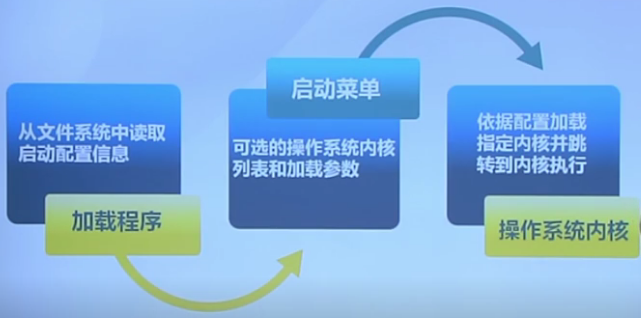 从文件系统中读取
启动配置信息
加载程序
启动菜单
可选的操作系统内核
列表和加载参数
依据配置加载
指定内核并跳
转到内核执行
操作系统内核